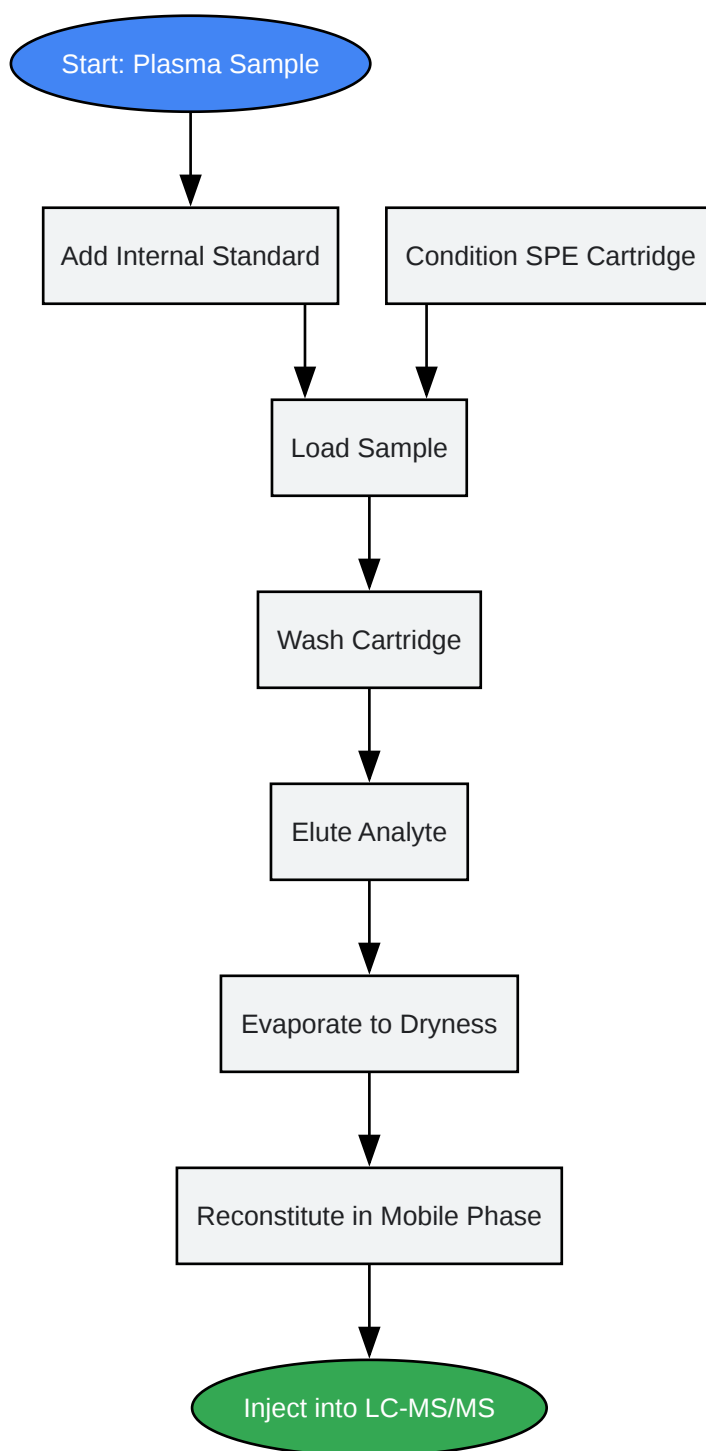 Start: Plasma Sample
Add Internal Standard
Condition SPE Cartridge
Load Sample
Wash Cartridge
Elute Analyte
Evaporate to Dryness
Reconstitute in Mobile Phase
Inject into LC-MS/MS